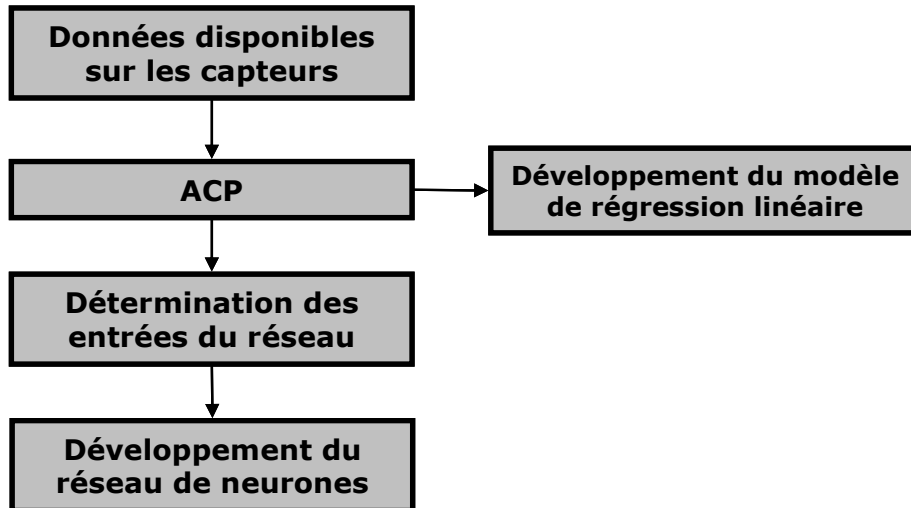 Données disponibles
sur les capteurs
ACP
Développement du modèle
de régression linéaire
Détermination des
entrées du réseau
Développement du
réseau de neurones